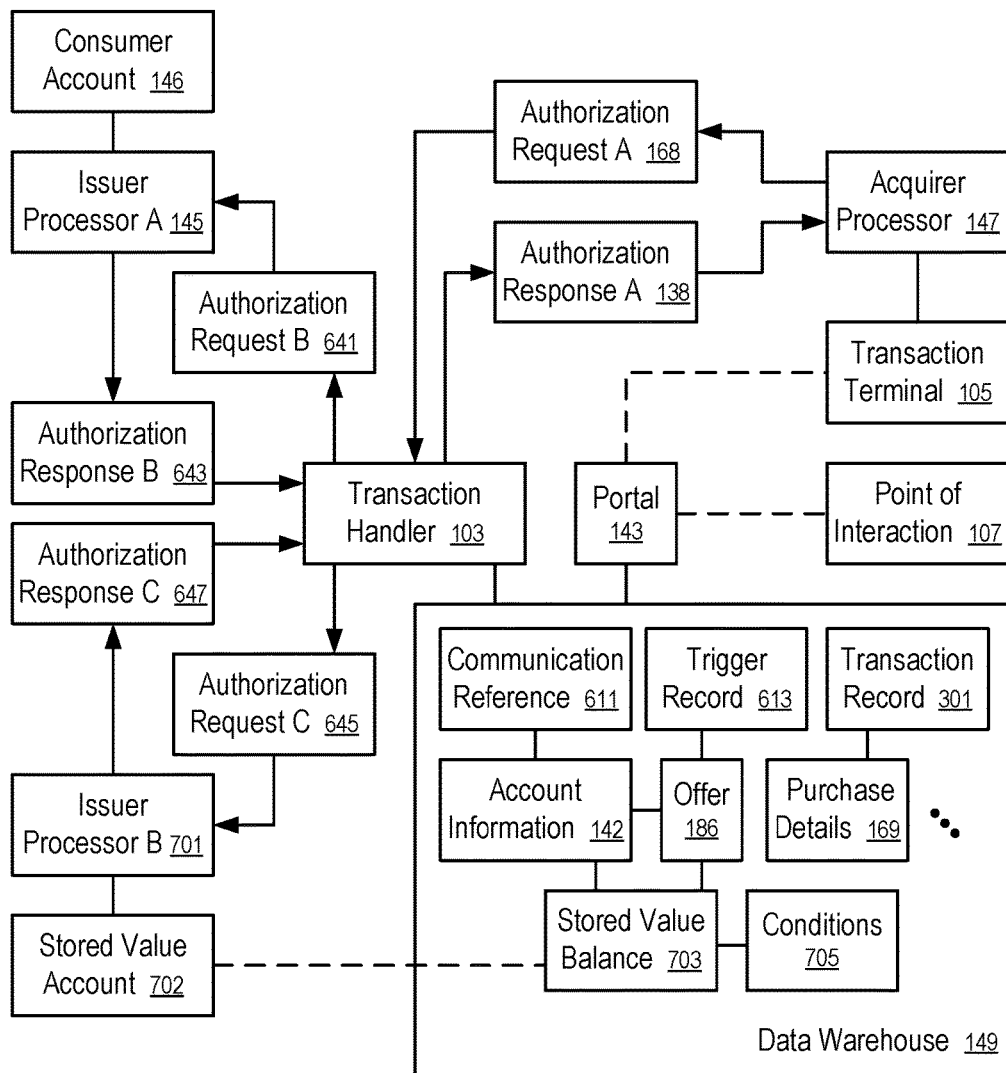 Consumer
Account 146
Authorization
Request A 168
Issuer
Processor A 145
Acquirer
Processor 147
Authorization
Response A 138
Authorization
Request B 641
Transaction
Terminal 105
Authorization
Response B 643
Transaction
Handler 103
Portal
143
Point of
Interaction 107
Authorization
Response C 647
Authorization
Request C 645
Communication
Reference 611
Trigger
Record 613
Transaction
Record 301
Issuer
Processor B 701
Account
Information 142
Offer
186
Purchase
Details 169
Stored Value
Account 702
Stored Value
Balance 703
Conditions
705
Data Warehouse 149